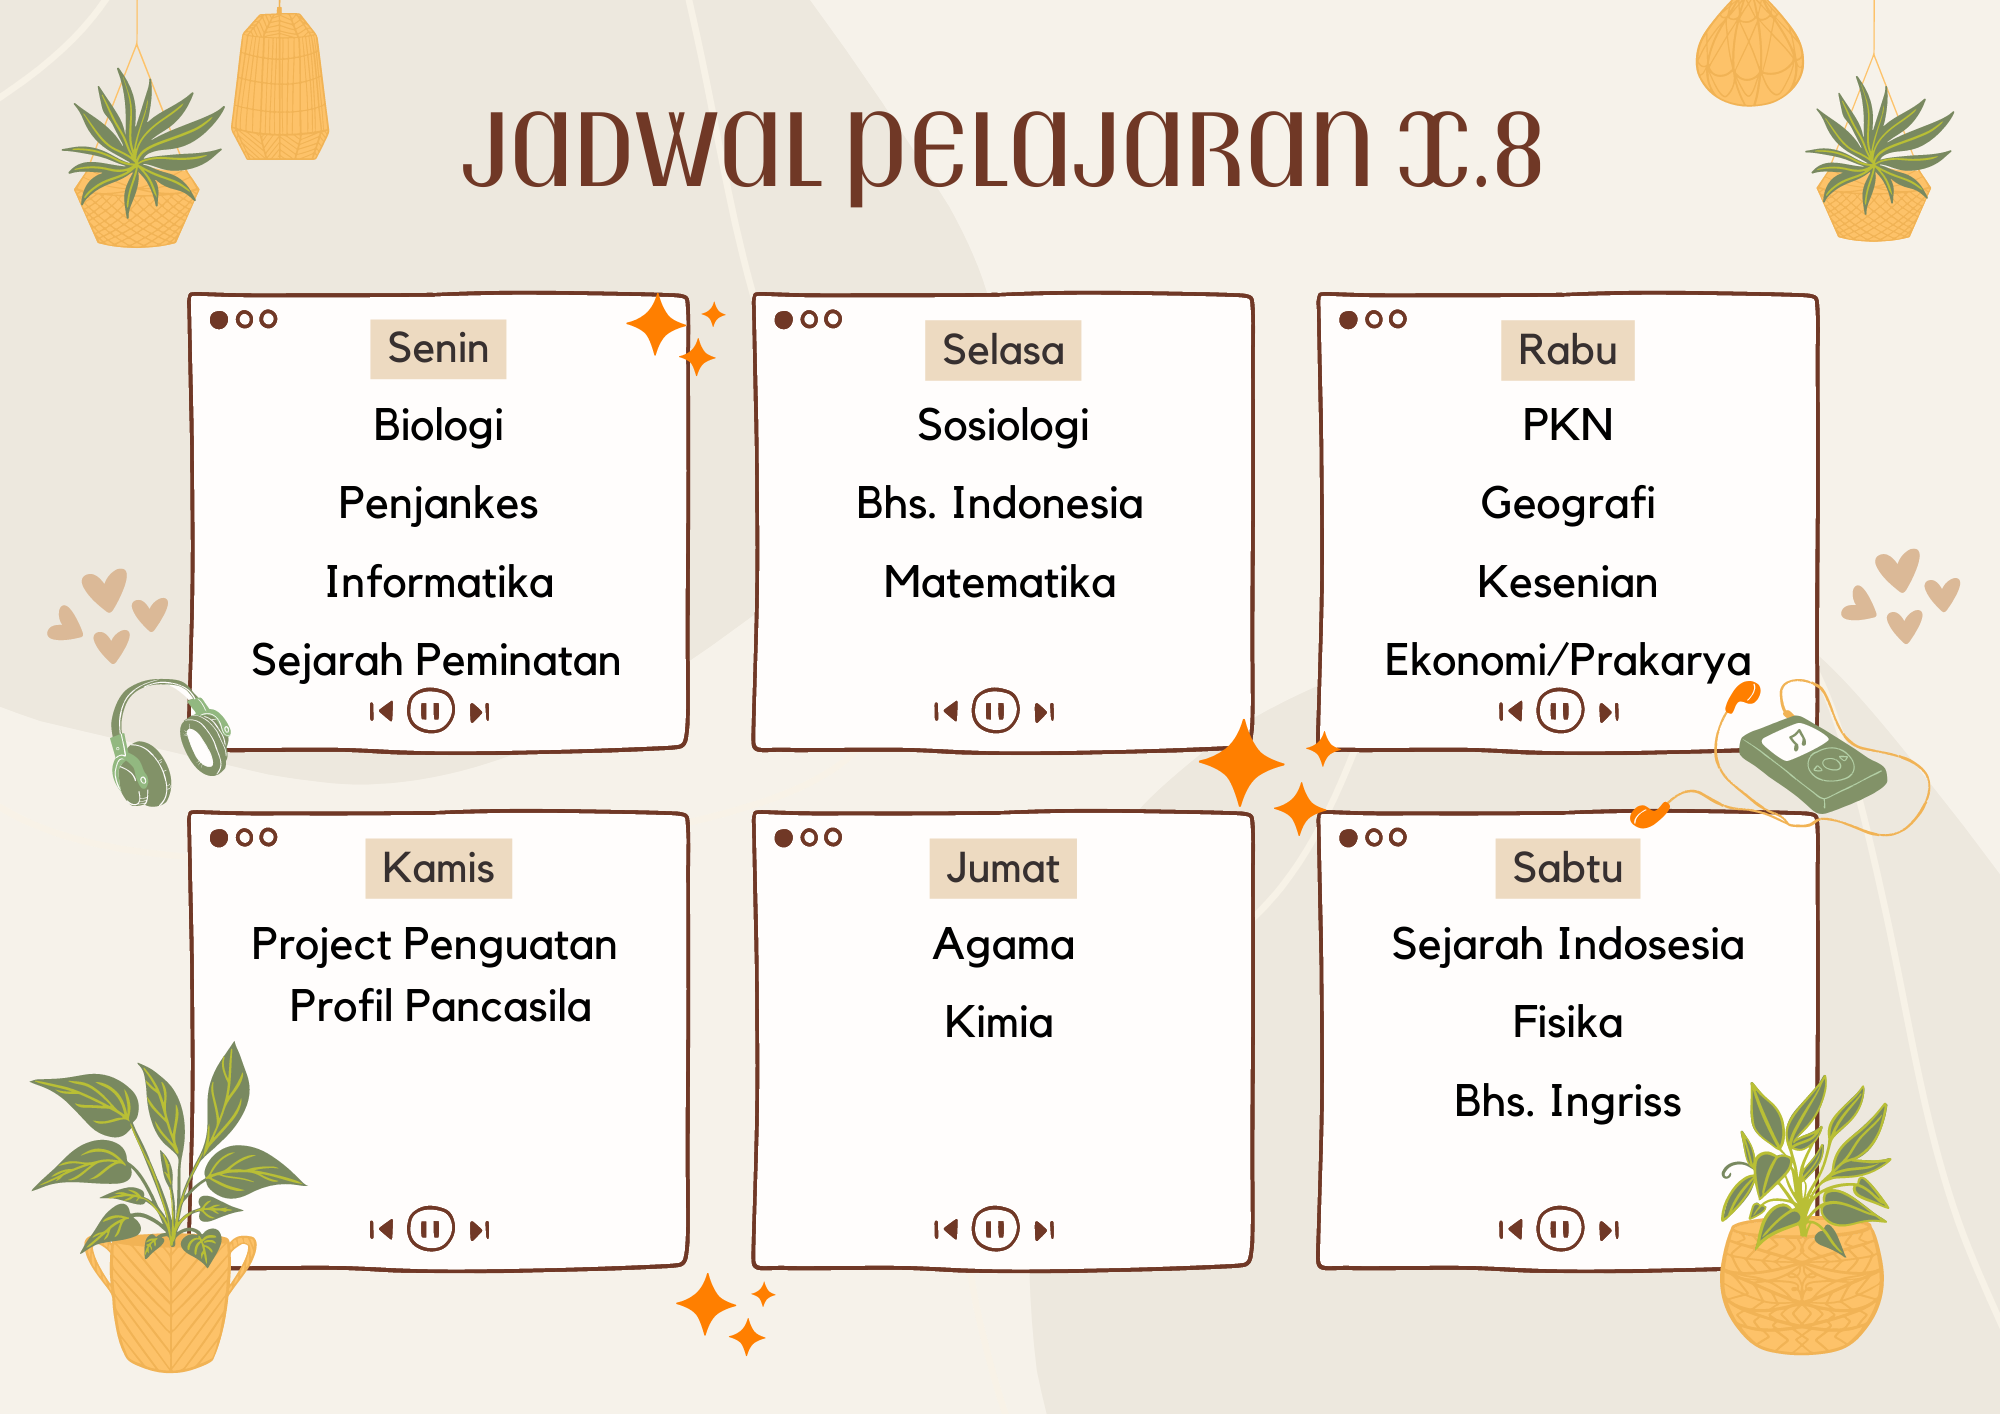 JADWAL PELAJARAN X.8
Senin
Biologi
Penjankes
Informatika
Sejarah Peminatan
Selasa
Sosiologi
Bhs. Indonesia
Matematika
Rabu
PKN
Geografi
Kesenian
Ekonomi/Prakarya
Kamis
Project Penguatan
Profil Pancasila
Jumat
Agama
Kimia
Sabtu
Sejarah Indosesia
Fisika
Bhs. Ingriss